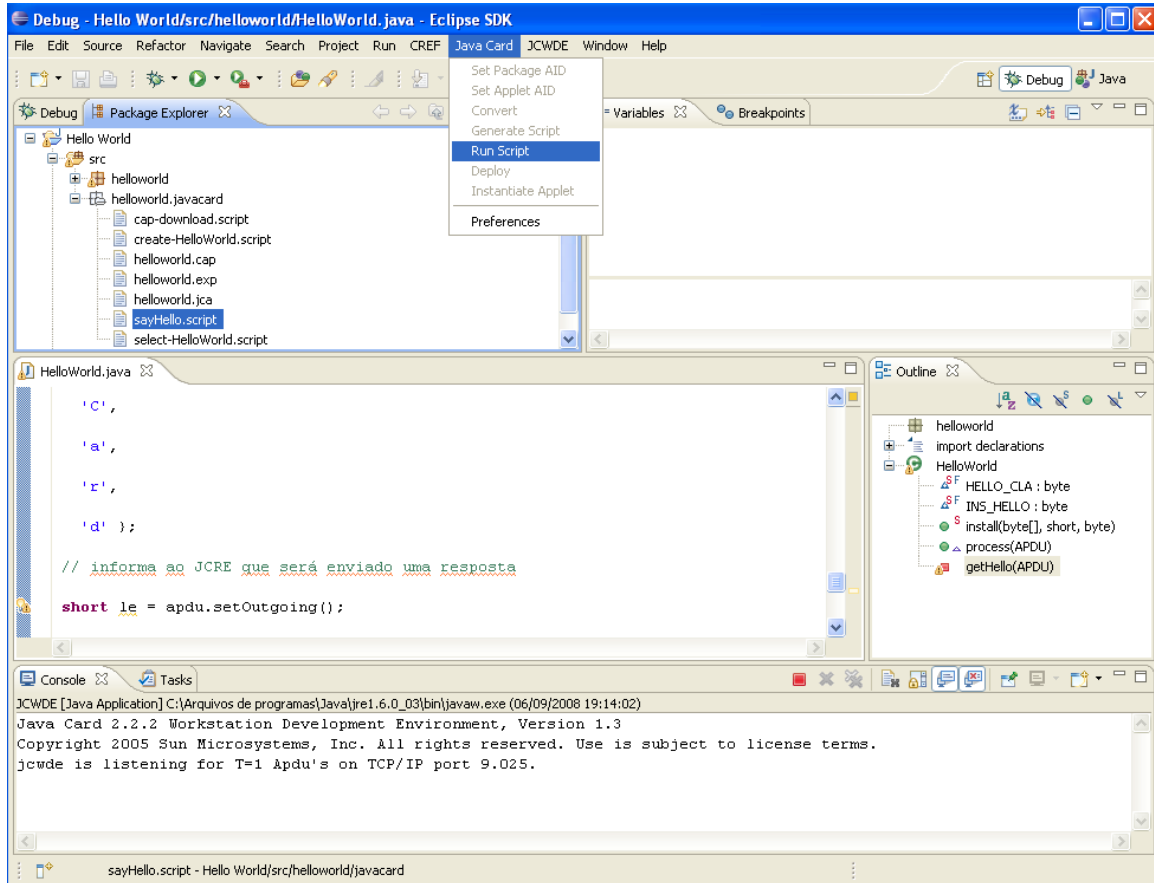 Debug - Hello World/src/helloworld/HelloWorld.java - Eclipse SDK
File Edit Source Refactor Navigate Search Project Run CREF Java Card JCWDE Window Help
Set Package AID
Set Applet AID
Convert
Generate Script
Run Script
Deploy
Instantiate Applet
Preferences
Debug Java
Debug Package Explorer
Variables Breakpoints
Hello World
src
helloworld
helloworld.javacard
cap-download.script
create-HelloWorld.script
helloworld.cap
helloworld.exp
helloworld.jca
sayHello.script
select-HelloWorld.script
HelloWorld.java
'C',
'a',
'r',
'd' );
// informa ao JCRE que será enviado uma resposta
short le = apdu.setOutgoing();
Outline
helloworld
import declarations
HelloWorld
HELLO_CLA : byte
INS_HELLO : byte
install(byte[], short, byte)
process(APDU)
getHello(APDU)
Console Tasks
JCWDE [Java Application] C:\Arquivos de programas\Java\jre1.6.0_03\bin\javaw.exe (06/09/2008 19:14:02)
Java Card 2.2.2 Workstation Development Environment, Version 1.3
Copyright 2005 Sun Microsystems, Inc. All rights reserved. Use is subject to license terms.
jcwde is listening for T=1 Apdu's on TCP/IP port 9.025.
sayHello.script - Hello World/src/helloworld/javacard